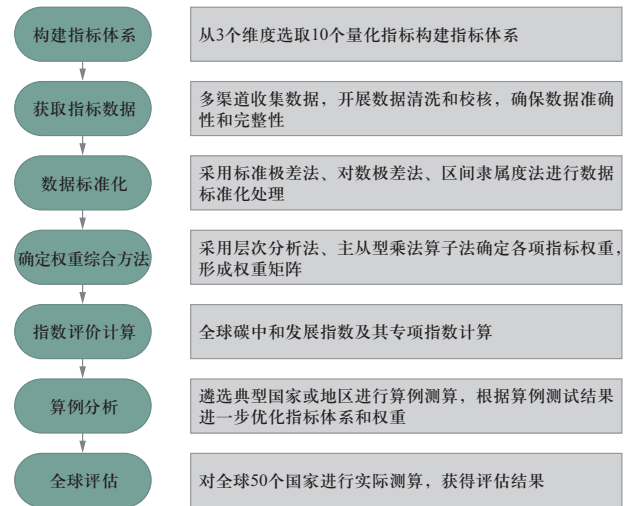 构建指标体系
从3个维度选取10个量化指标构建指标体系
获取指标数据
多渠道收集数据，开展数据清洗和校核，确保数据准确
性和完整性
数据标准化
采用标准极差法、对数极差法、区间隶属度法进行数据
标准化处理
确定权重综合方法
采用层次分析法、主从型乘法算子法确定各项指标权重，
形成权重矩阵
指数评价计算
全球碳中和发展指数及其专项指数计算
算例分析
遴选典型国家或地区进行算例测算，根据算例测试结果
进一步优化指标体系和权重
全球评估
对全球50个国家进行实际测算，获得评估结果